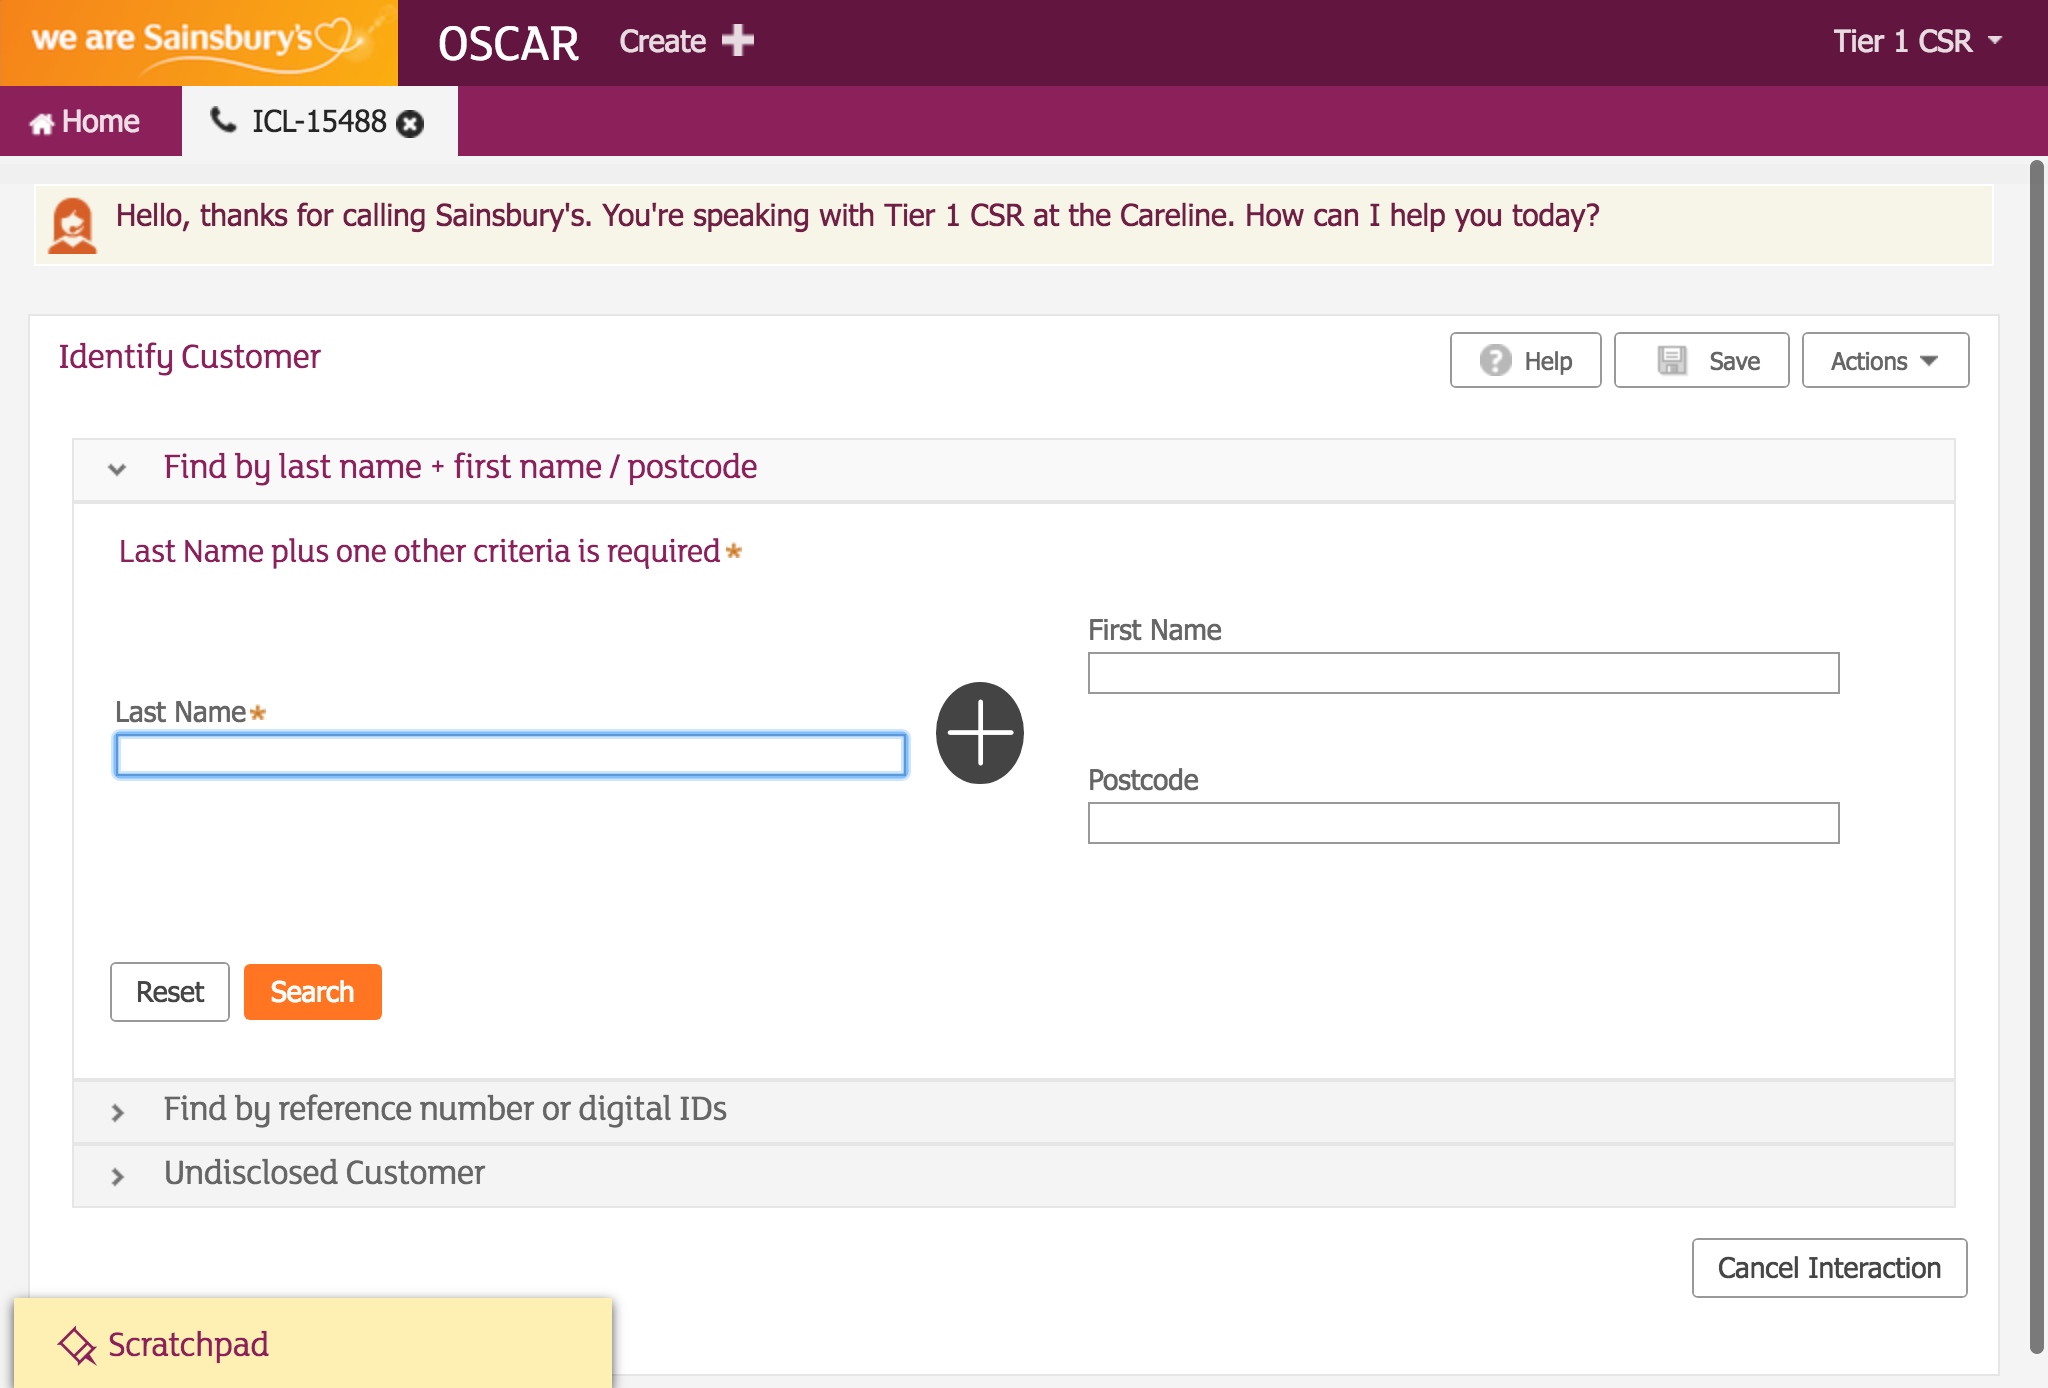 we are Sainsbury's
OSCAR
Create
Tier 1 CSR
Home
ICL-15488
Hello, thanks for calling Sainsbury's. You're speaking with Tier 1 CSR at the Careline. How can I help you today?
Identify Customer
Help
Save
Actions
Find by last name + first name / postcode
Last Name plus one other criteria is required*
First Name
Last Name*
Postcode
Reset
Search
Find by reference number or digital IDs
Undisclosed Customer
Cancel Interaction
Scratchpad